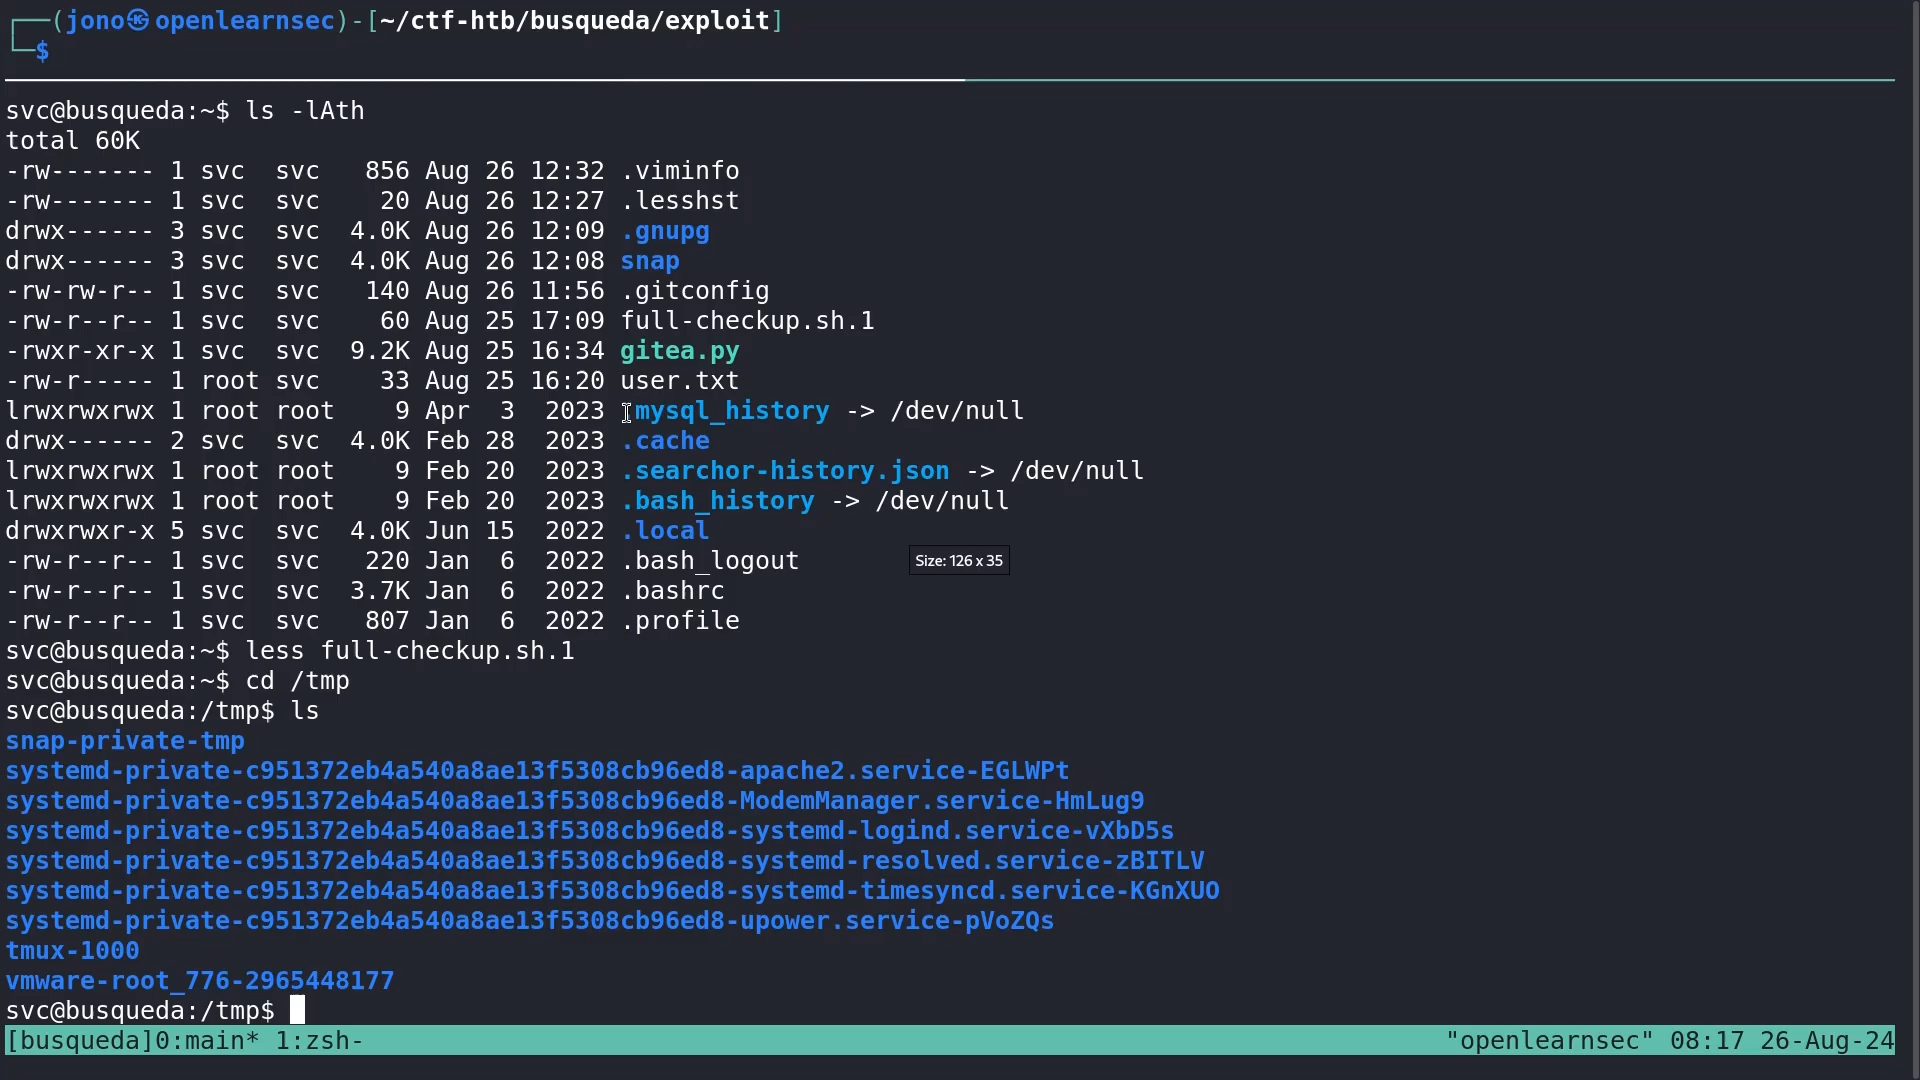 ┌──(jono㉿openlearnsec)-[~/ctf-htb/busqueda/exploit]
└─$
svc@busqueda:~$ ls -lAth
total 60K
-rw------- 1 svc  svc   856 Aug 26 12:32 .viminfo
-rw------- 1 svc  svc    20 Aug 26 12:27 .lesshst
drwx------ 3 svc  svc  4.0K Aug 26 12:09 .gnupg
drwx------ 3 svc  svc  4.0K Aug 26 12:08 snap
-rw-rw-r-- 1 svc  svc   140 Aug 26 11:56 .gitconfig
-rw-r--r-- 1 svc  svc    60 Aug 25 17:09 full-checkup.sh.1
-rwxr-xr-x 1 svc  svc  9.2K Aug 25 16:34 gitea.py
-rw-r----- 1 root svc    33 Aug 25 16:20 user.txt
lrwxrwxrwx 1 root root    9 Apr  3  2023 .mysql_history -> /dev/null
drwx------ 2 svc  svc  4.0K Feb 28  2023 .cache
lrwxrwxrwx 1 root root    9 Feb 20  2023 .searchor-history.json -> /dev/null
lrwxrwxrwx 1 root root    9 Feb 20  2023 .bash_history -> /dev/null
drwxrwxr-x 5 svc  svc  4.0K Jun 15  2022 .local
-rw-r--r-- 1 svc  svc   220 Jan  6  2022 .bash_logout
Size: 126 x 35
-rw-r--r-- 1 svc  svc  3.7K Jan  6  2022 .bashrc
-rw-r--r-- 1 svc  svc   807 Jan  6  2022 .profile
svc@busqueda:~$ less full-checkup.sh.1
svc@busqueda:~$ cd /tmp
svc@busqueda:/tmp$ ls
snap-private-tmp
systemd-private-c951372eb4a540a8ae13f5308cb96ed8-apache2.service-EGLWPt
systemd-private-c951372eb4a540a8ae13f5308cb96ed8-ModemManager.service-HmLug9
systemd-private-c951372eb4a540a8ae13f5308cb96ed8-systemd-logind.service-vXbD5s
systemd-private-c951372eb4a540a8ae13f5308cb96ed8-systemd-resolved.service-zBITLV
systemd-private-c951372eb4a540a8ae13f5308cb96ed8-systemd-timesyncd.service-KGnXUO
systemd-private-c951372eb4a540a8ae13f5308cb96ed8-upower.service-pVoZQs
tmux-1000
vmware-root_776-2965448177
svc@busqueda:/tmp$
[busqueda]0:main* 1:zsh- "openlearnsec" 08:17 26-Aug-24